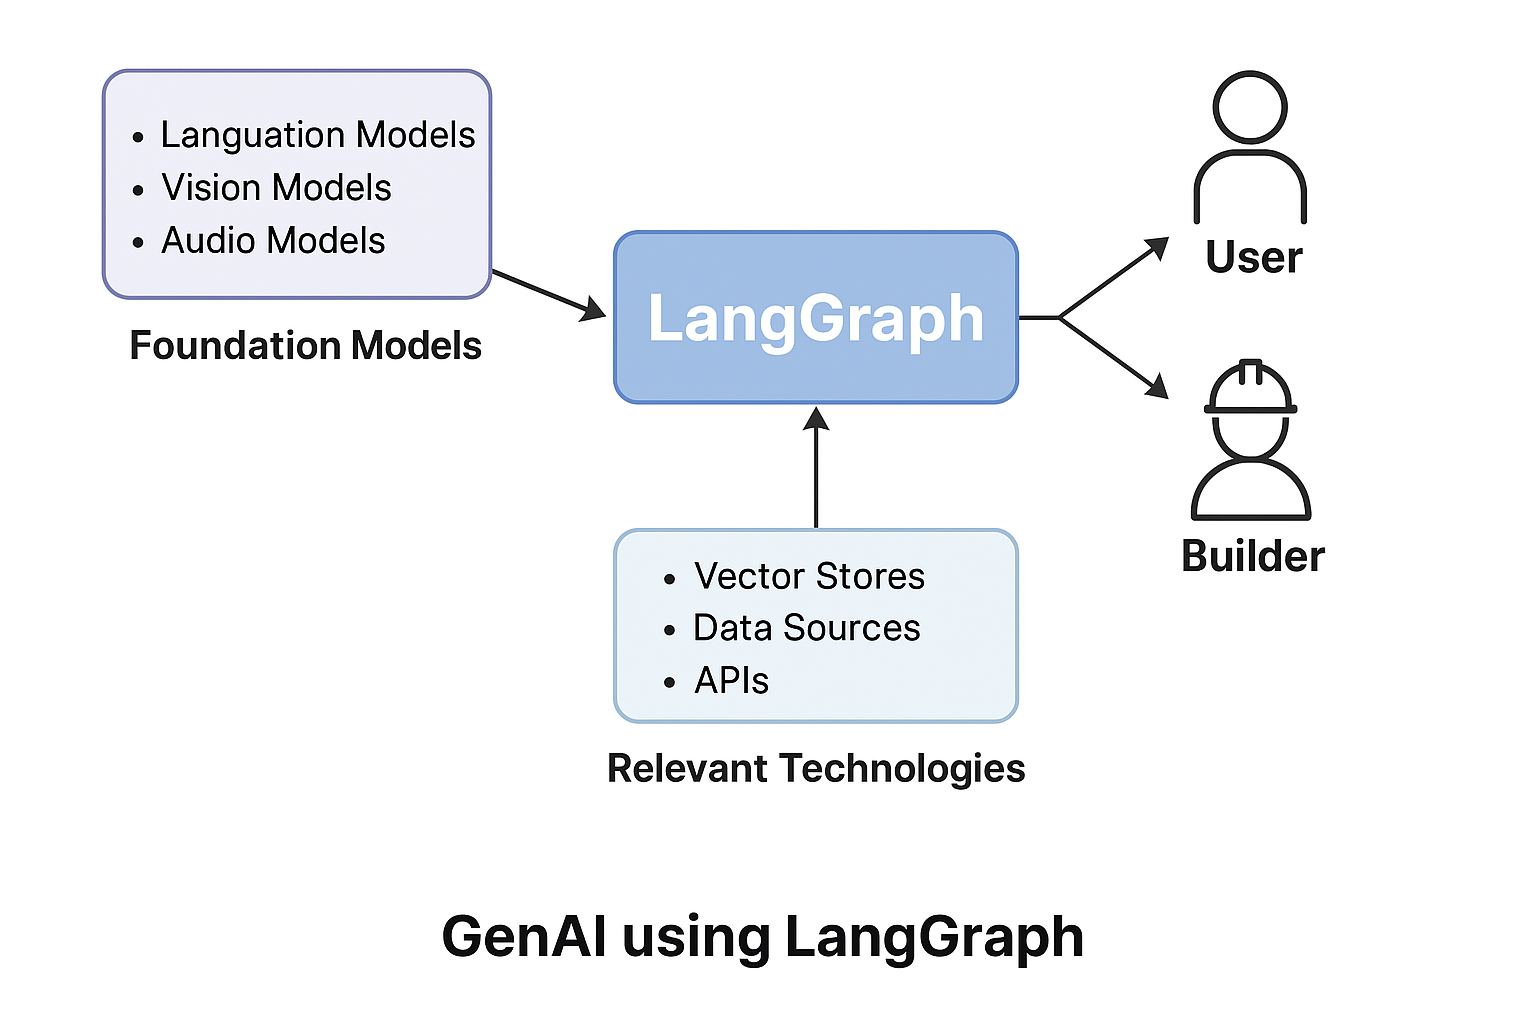 • Languation Models
• Vision Models
• Audio Models
Foundation Models
LangGraph
User
Builder
• Vector Stores
• Data Sources
• APIs
Relevant Technologies
GenAI using LangGraph